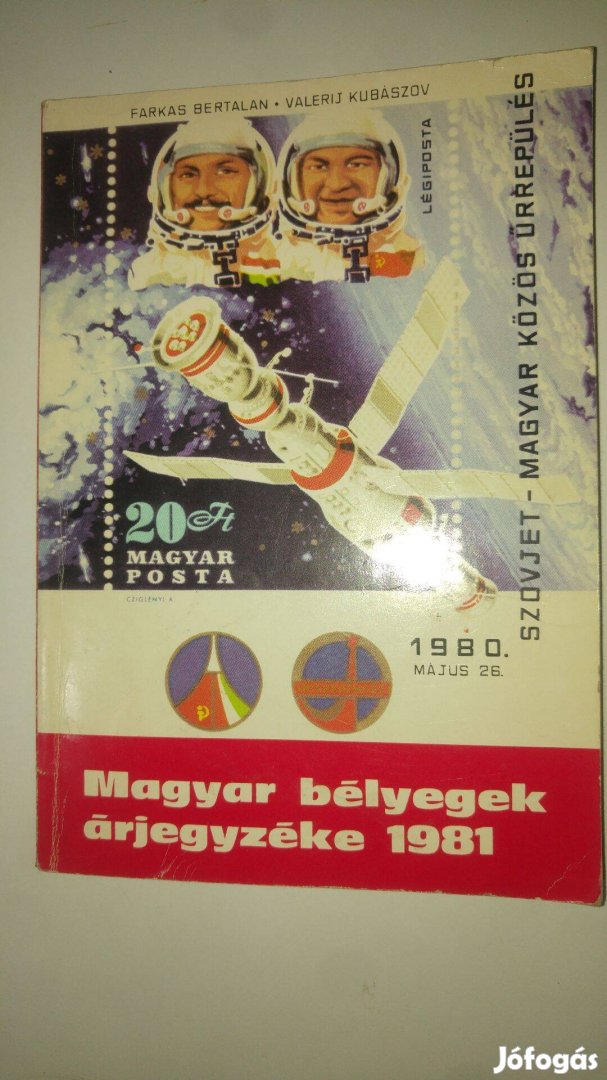 FARKAS BERTALAN • VALERIJ KUBÁSZOV
LÉGIPOSTA
SZOVJET - MAGYAR KÖZÖS ŰRREPÜLÉS
20 Ft
MAGYAR
POSTA
CZIGLÉNYI A.
1980.
MÁJUS 26.
Magyar bélyegek
árjegyzéke 1981
Jófogás